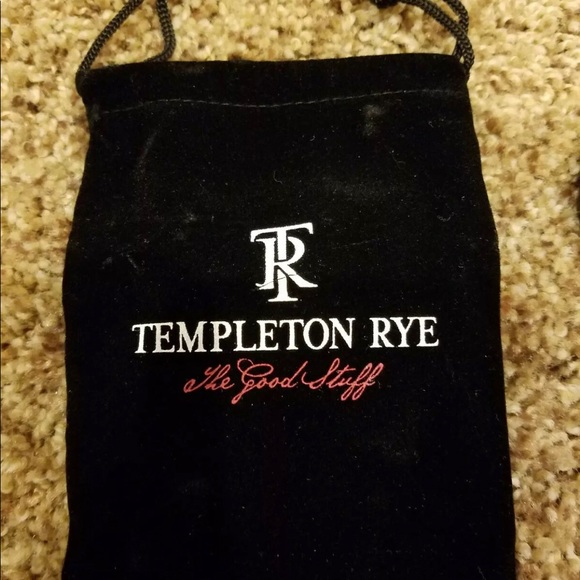 TR
TEMPLETON RYE
The Good Stuff